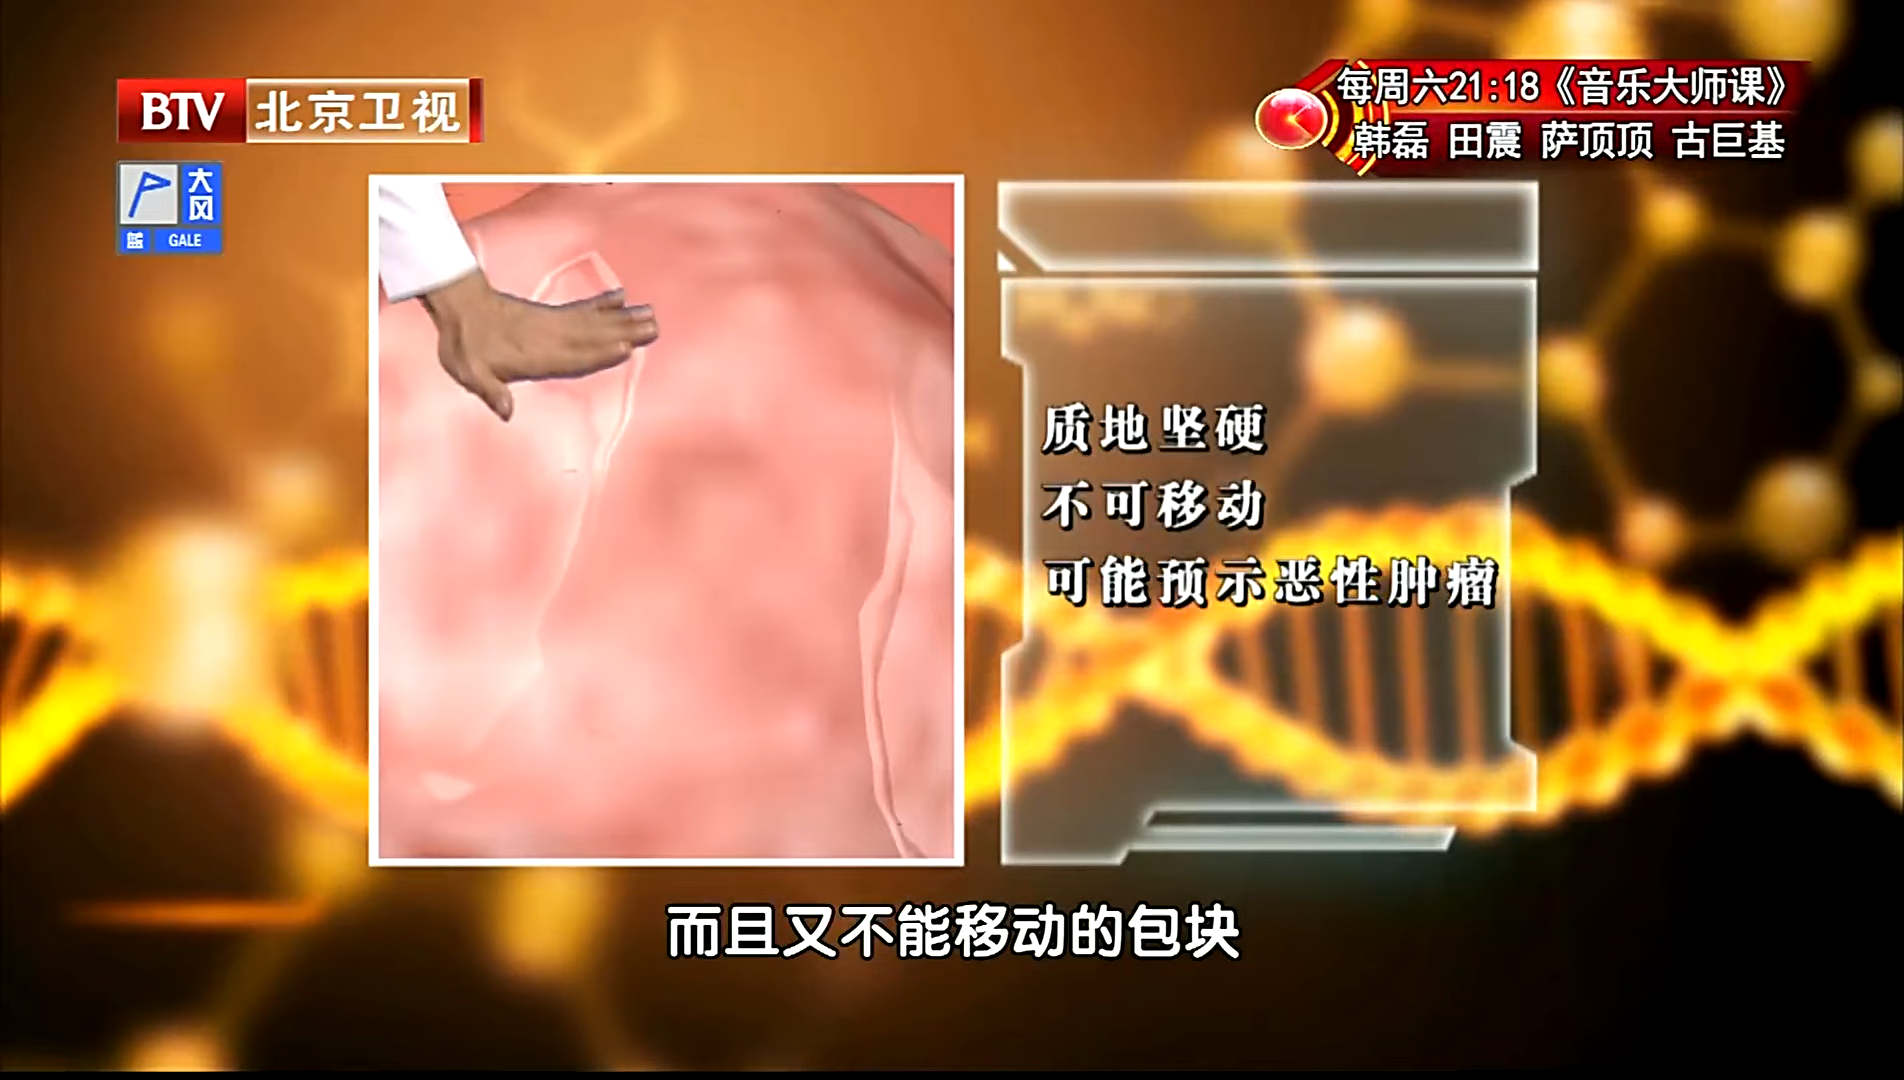 BTV 北京卫视
每周六21:18《音乐大师课》
韩磊 田震 萨顶顶 古巨基
大风
蓝 GALE
质地坚硬
不可移动
可能预示恶性肿瘤
而且又不能移动的包块